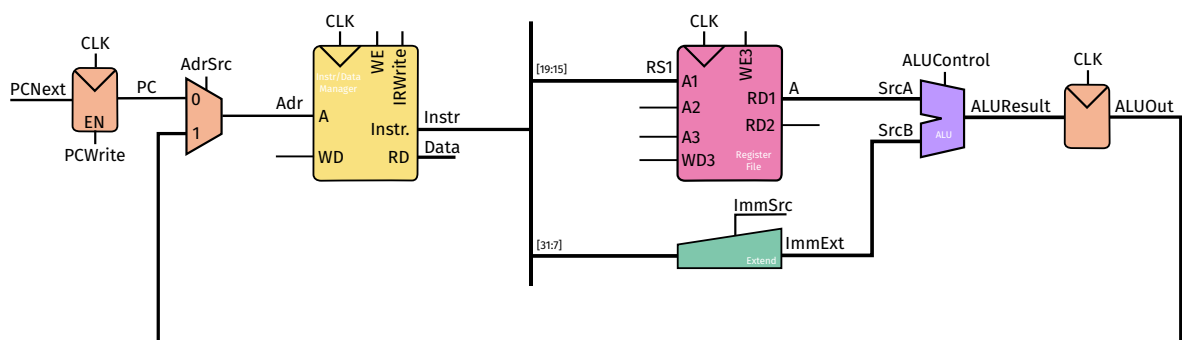 PCNext
CLK
EN
PCWrite
PC
AdrSrc
0
1
Adr
CLK
WE
IRWrite
Instr/Data
Manager
A
Instr.
WD
RD
Instr
Data
[19:15]
[31:7]
RS1
CLK
WE3
A1
A2
A3
WD3
RD1
RD2
Register
File
A
ImmSrc
Extend
ImmExt
ALUControl
SrcA
SrcB
ALU
ALUResult
CLK
ALUOut